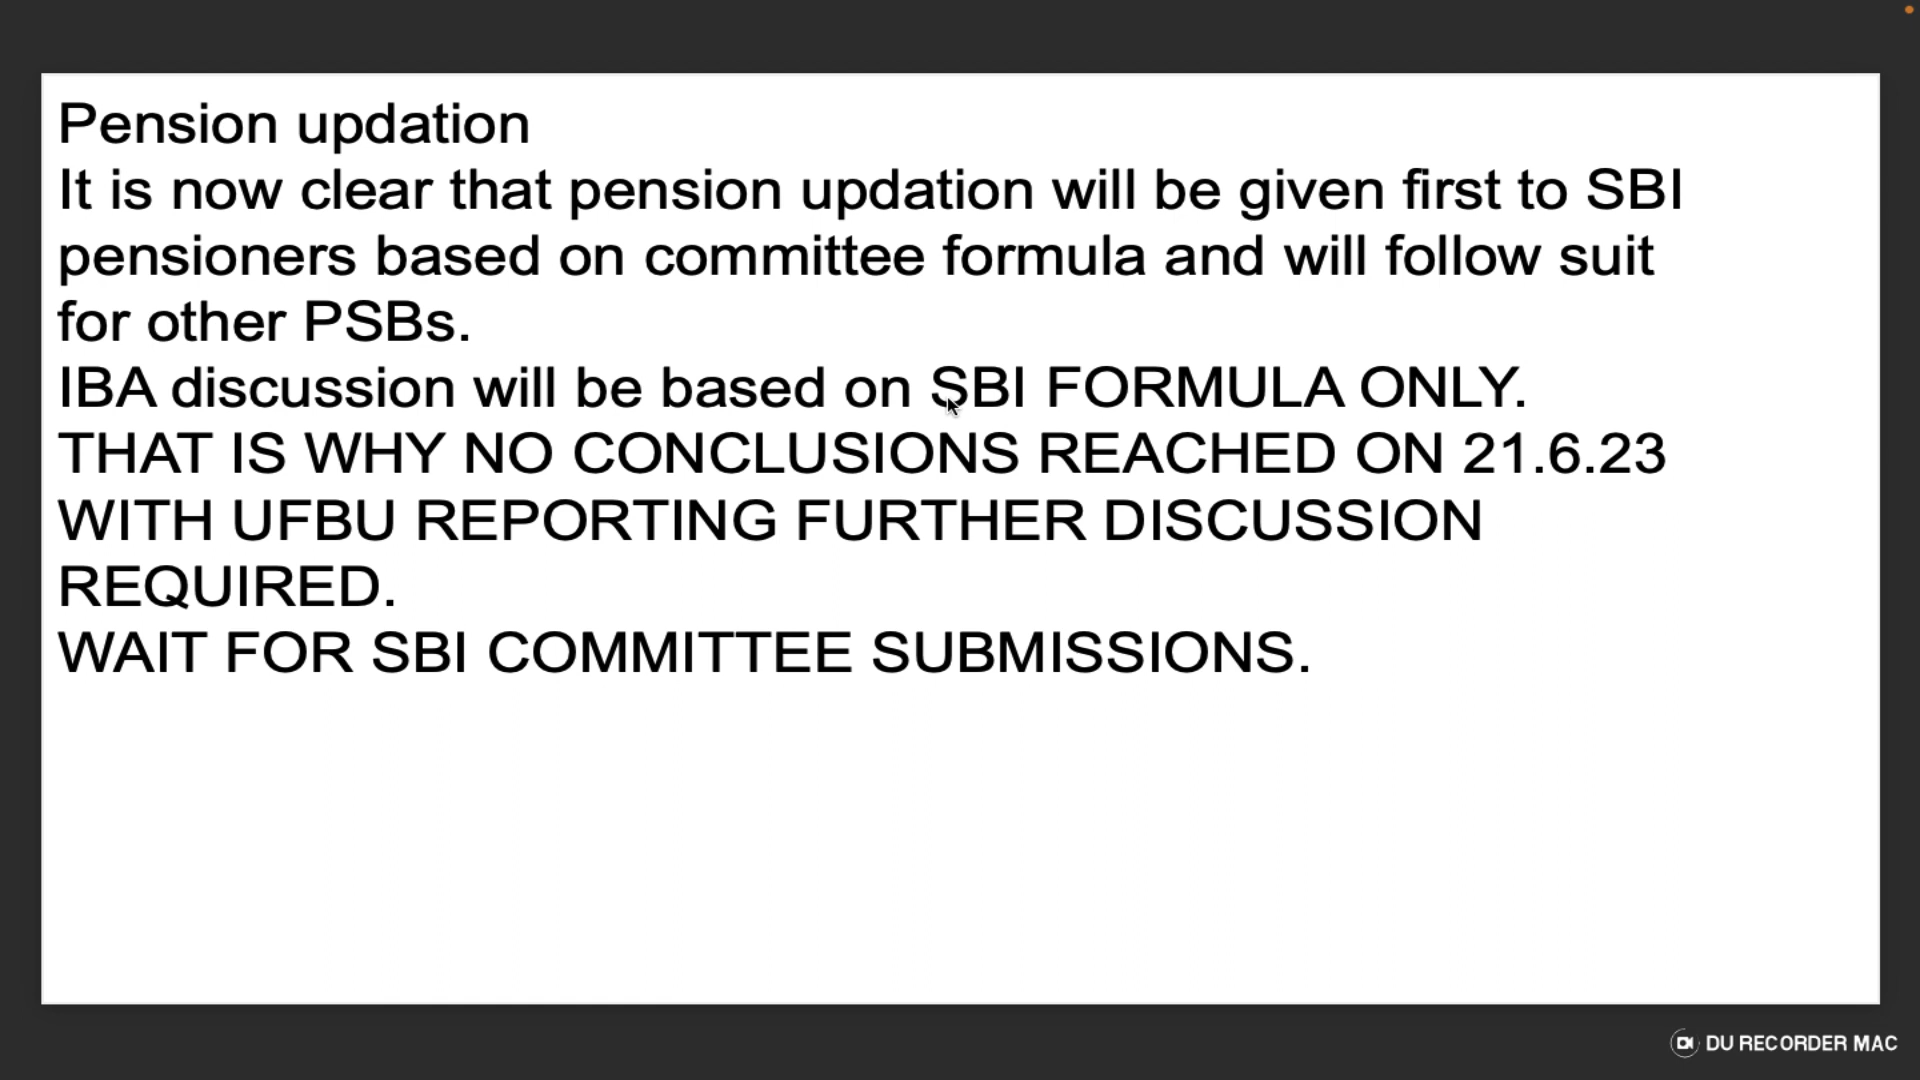 Pension updation
It is now clear that pension updation will be given first to SBI
pensioners based on committee formula and will follow suit
for other PSBs.
IBA discussion will be based on SBI FORMULA ONLY.
THAT IS WHY NO CONCLUSIONS REACHED ON 21.6.23
WITH UFBU REPORTING FURTHER DISCUSSION
REQUIRED.
WAIT FOR SBI COMMITTEE SUBMISSIONS.
DU RECORDER MAC